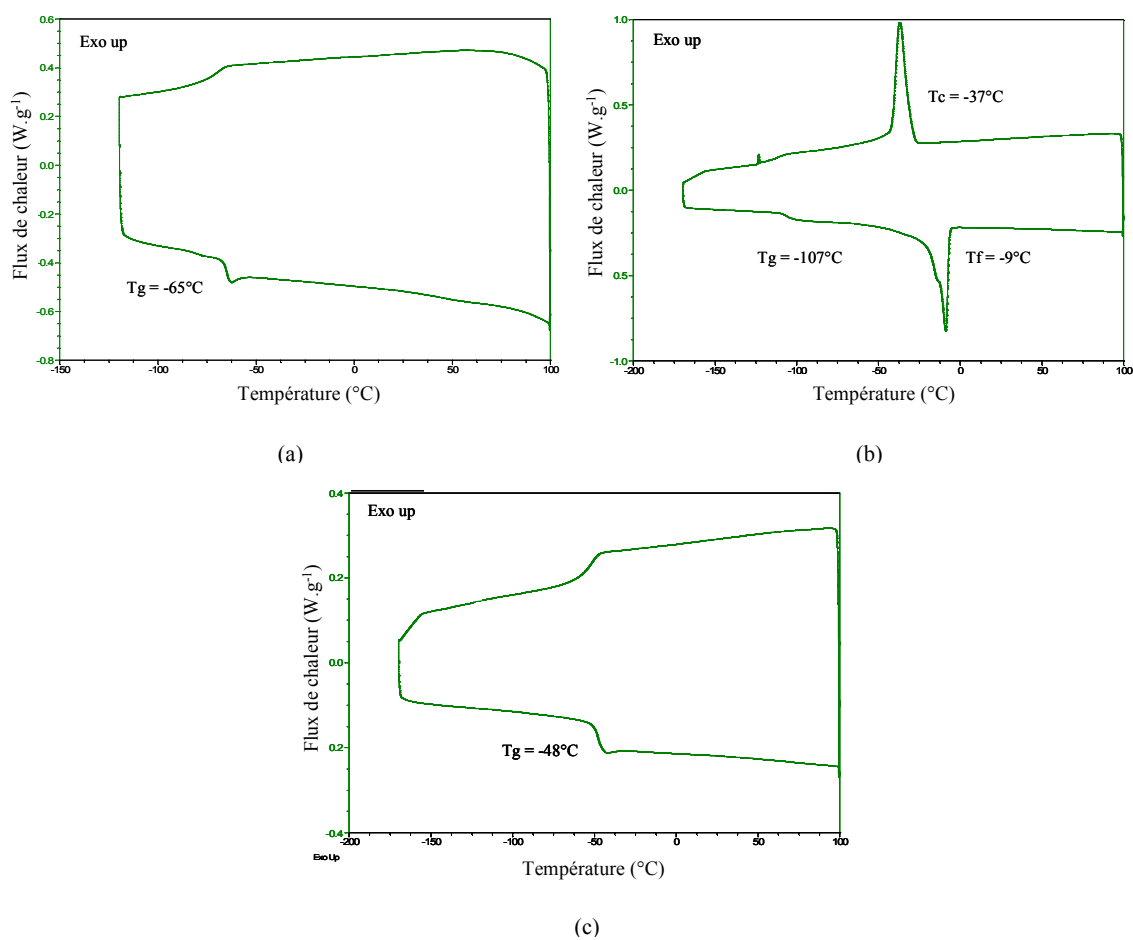 Exo up
Flux de chaleur (W.g-1)
0.6
0.4
0.2
0.0
-0.2
-0.4
-0.6
-0.8
Tg = -65°C
-150
-100
-50
0
50
100
Température (°C)
(a)
Exo up
Flux de chaleur (W.g-1)
1.0
0.5
0.0
0.5
-1.0
Tc = -37°C
Tg = -107°C
Tf = -9°C
-200
-150
-100
-50
0
50
100
Température (°C)
(b)
Exo up
Flux de chaleur (W.g-1)
0.4
0.2
0.0
0.2
-0.4
Tg = -48°C
-200
-150
-100
-50
0
50
100
Exo Up
Température (°C)
(c)